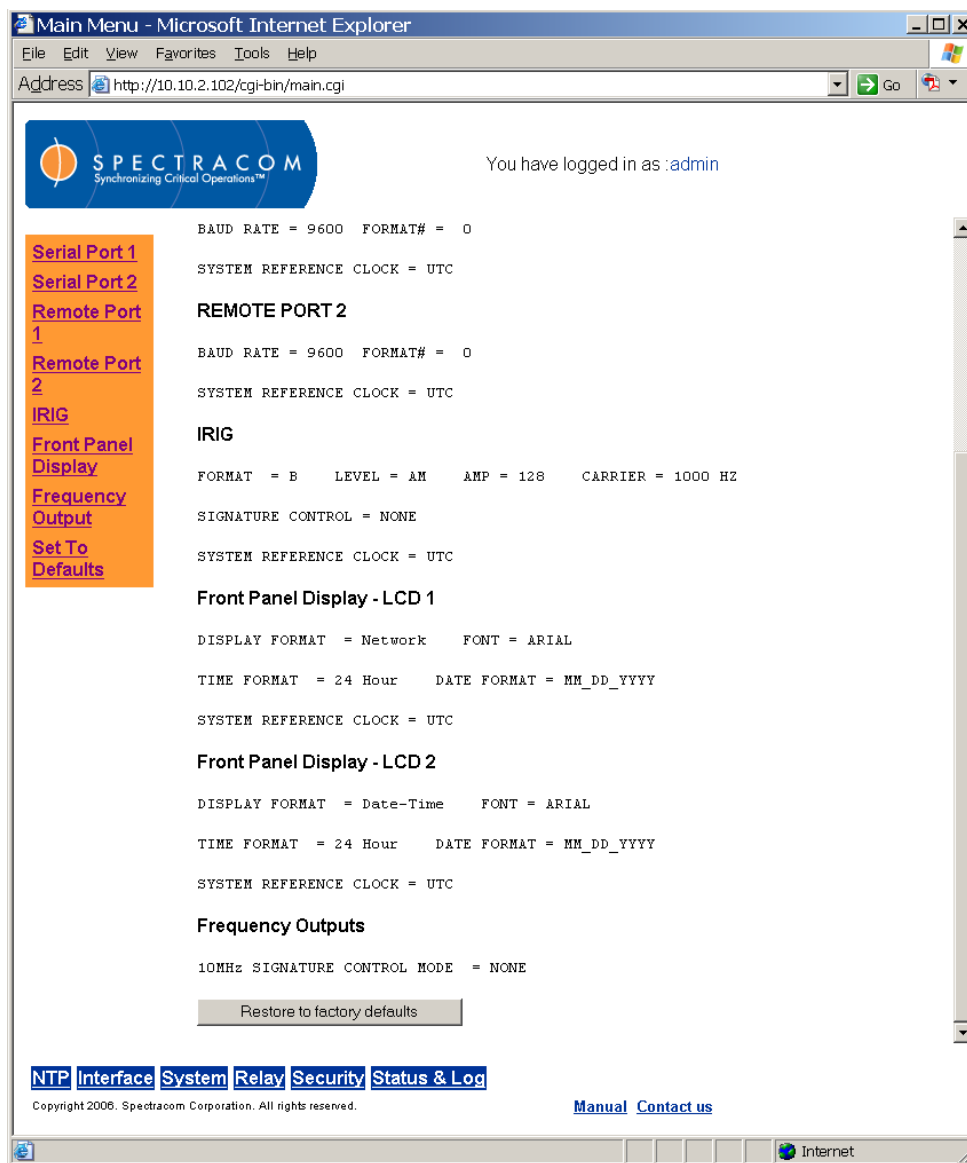 Main Menu - Microsoft Internet Explorer
File Edit View Favorites Tools Help
Address http://10.10.2.102/cgi-bin/main.cgi Go
SPECTRACOM
Synchronizing Critical Operations™
You have logged in as :admin
Serial Port 1
Serial Port 2
Remote Port
1
Remote Port
2
IRIG
Front Panel
Display
Frequency
Output
Set To
Defaults
BAUD RATE = 9600 FORMAT# = 0
SYSTEM REFERENCE CLOCK = UTC
REMOTE PORT 2
BAUD RATE = 9600 FORMAT# = 0
SYSTEM REFERENCE CLOCK = UTC
IRIG
FORMAT = B LEVEL = AM AMP = 128 CARRIER = 1000 HZ
SIGNATURE CONTROL = NONE
SYSTEM REFERENCE CLOCK = UTC
Front Panel Display - LCD 1
DISPLAY FORMAT = Network FONT = ARIAL
TIME FORMAT = 24 Hour DATE FORMAT = MM_DD_YYYY
SYSTEM REFERENCE CLOCK = UTC
Front Panel Display - LCD 2
DISPLAY FORMAT = Date-Time FONT = ARIAL
TIME FORMAT = 24 Hour DATE FORMAT = MM_DD_YYYY
SYSTEM REFERENCE CLOCK = UTC
Frequency Outputs
10MHz SIGNATURE CONTROL MODE = NONE
Restore to factory defaults
NTP Interface System Relay Security Status & Log
Copyright 2006. Spectracom Corporation. All rights reserved.
Manual Contact us
Internet